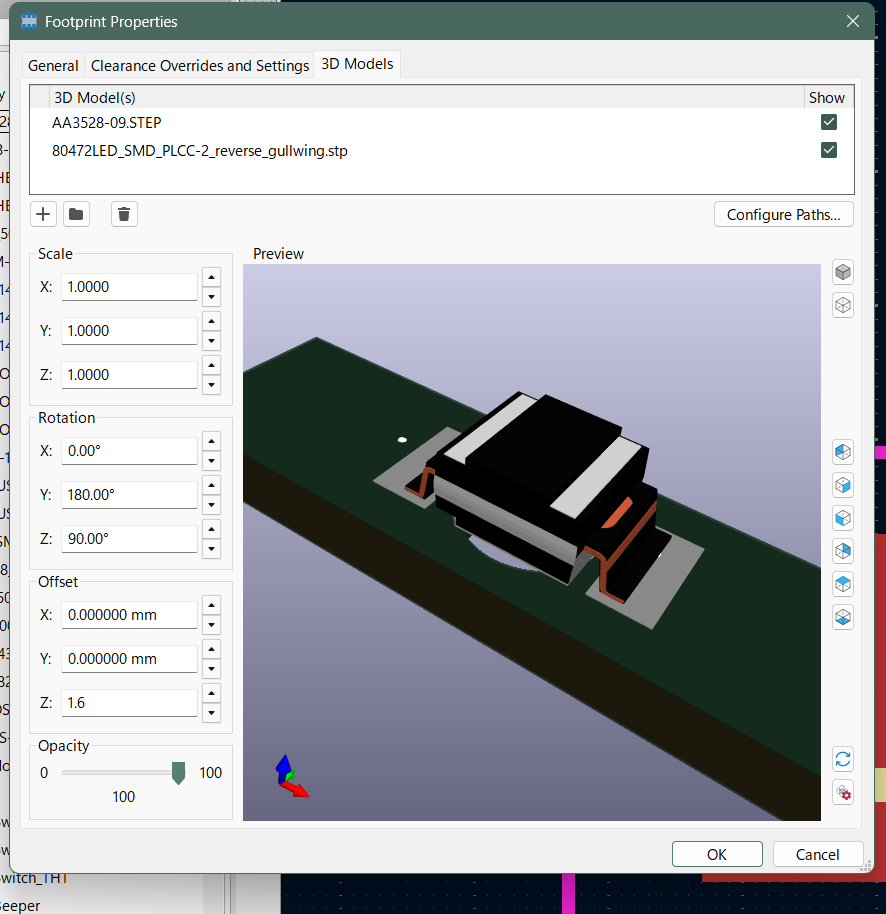 Footprint Properties
General
Clearance Overrides and Settings
3D Models
3D Model(s)
Show
AA3528-09.STEP
80472LED_SMD_PLCC-2_reverse_gullwing.stp
Configure Paths...
Scale
Preview
X: 1.0000
Y: 1.0000
Z: 1.0000
Rotation
X: 0.00°
Y: 180.00°
Z: 90.00°
Offset
X: 0.000000 mm
Y: 0.000000 mm
Z: 1.6
Opacity
0
100
100
OK
Cancel
witch_THT
eeper